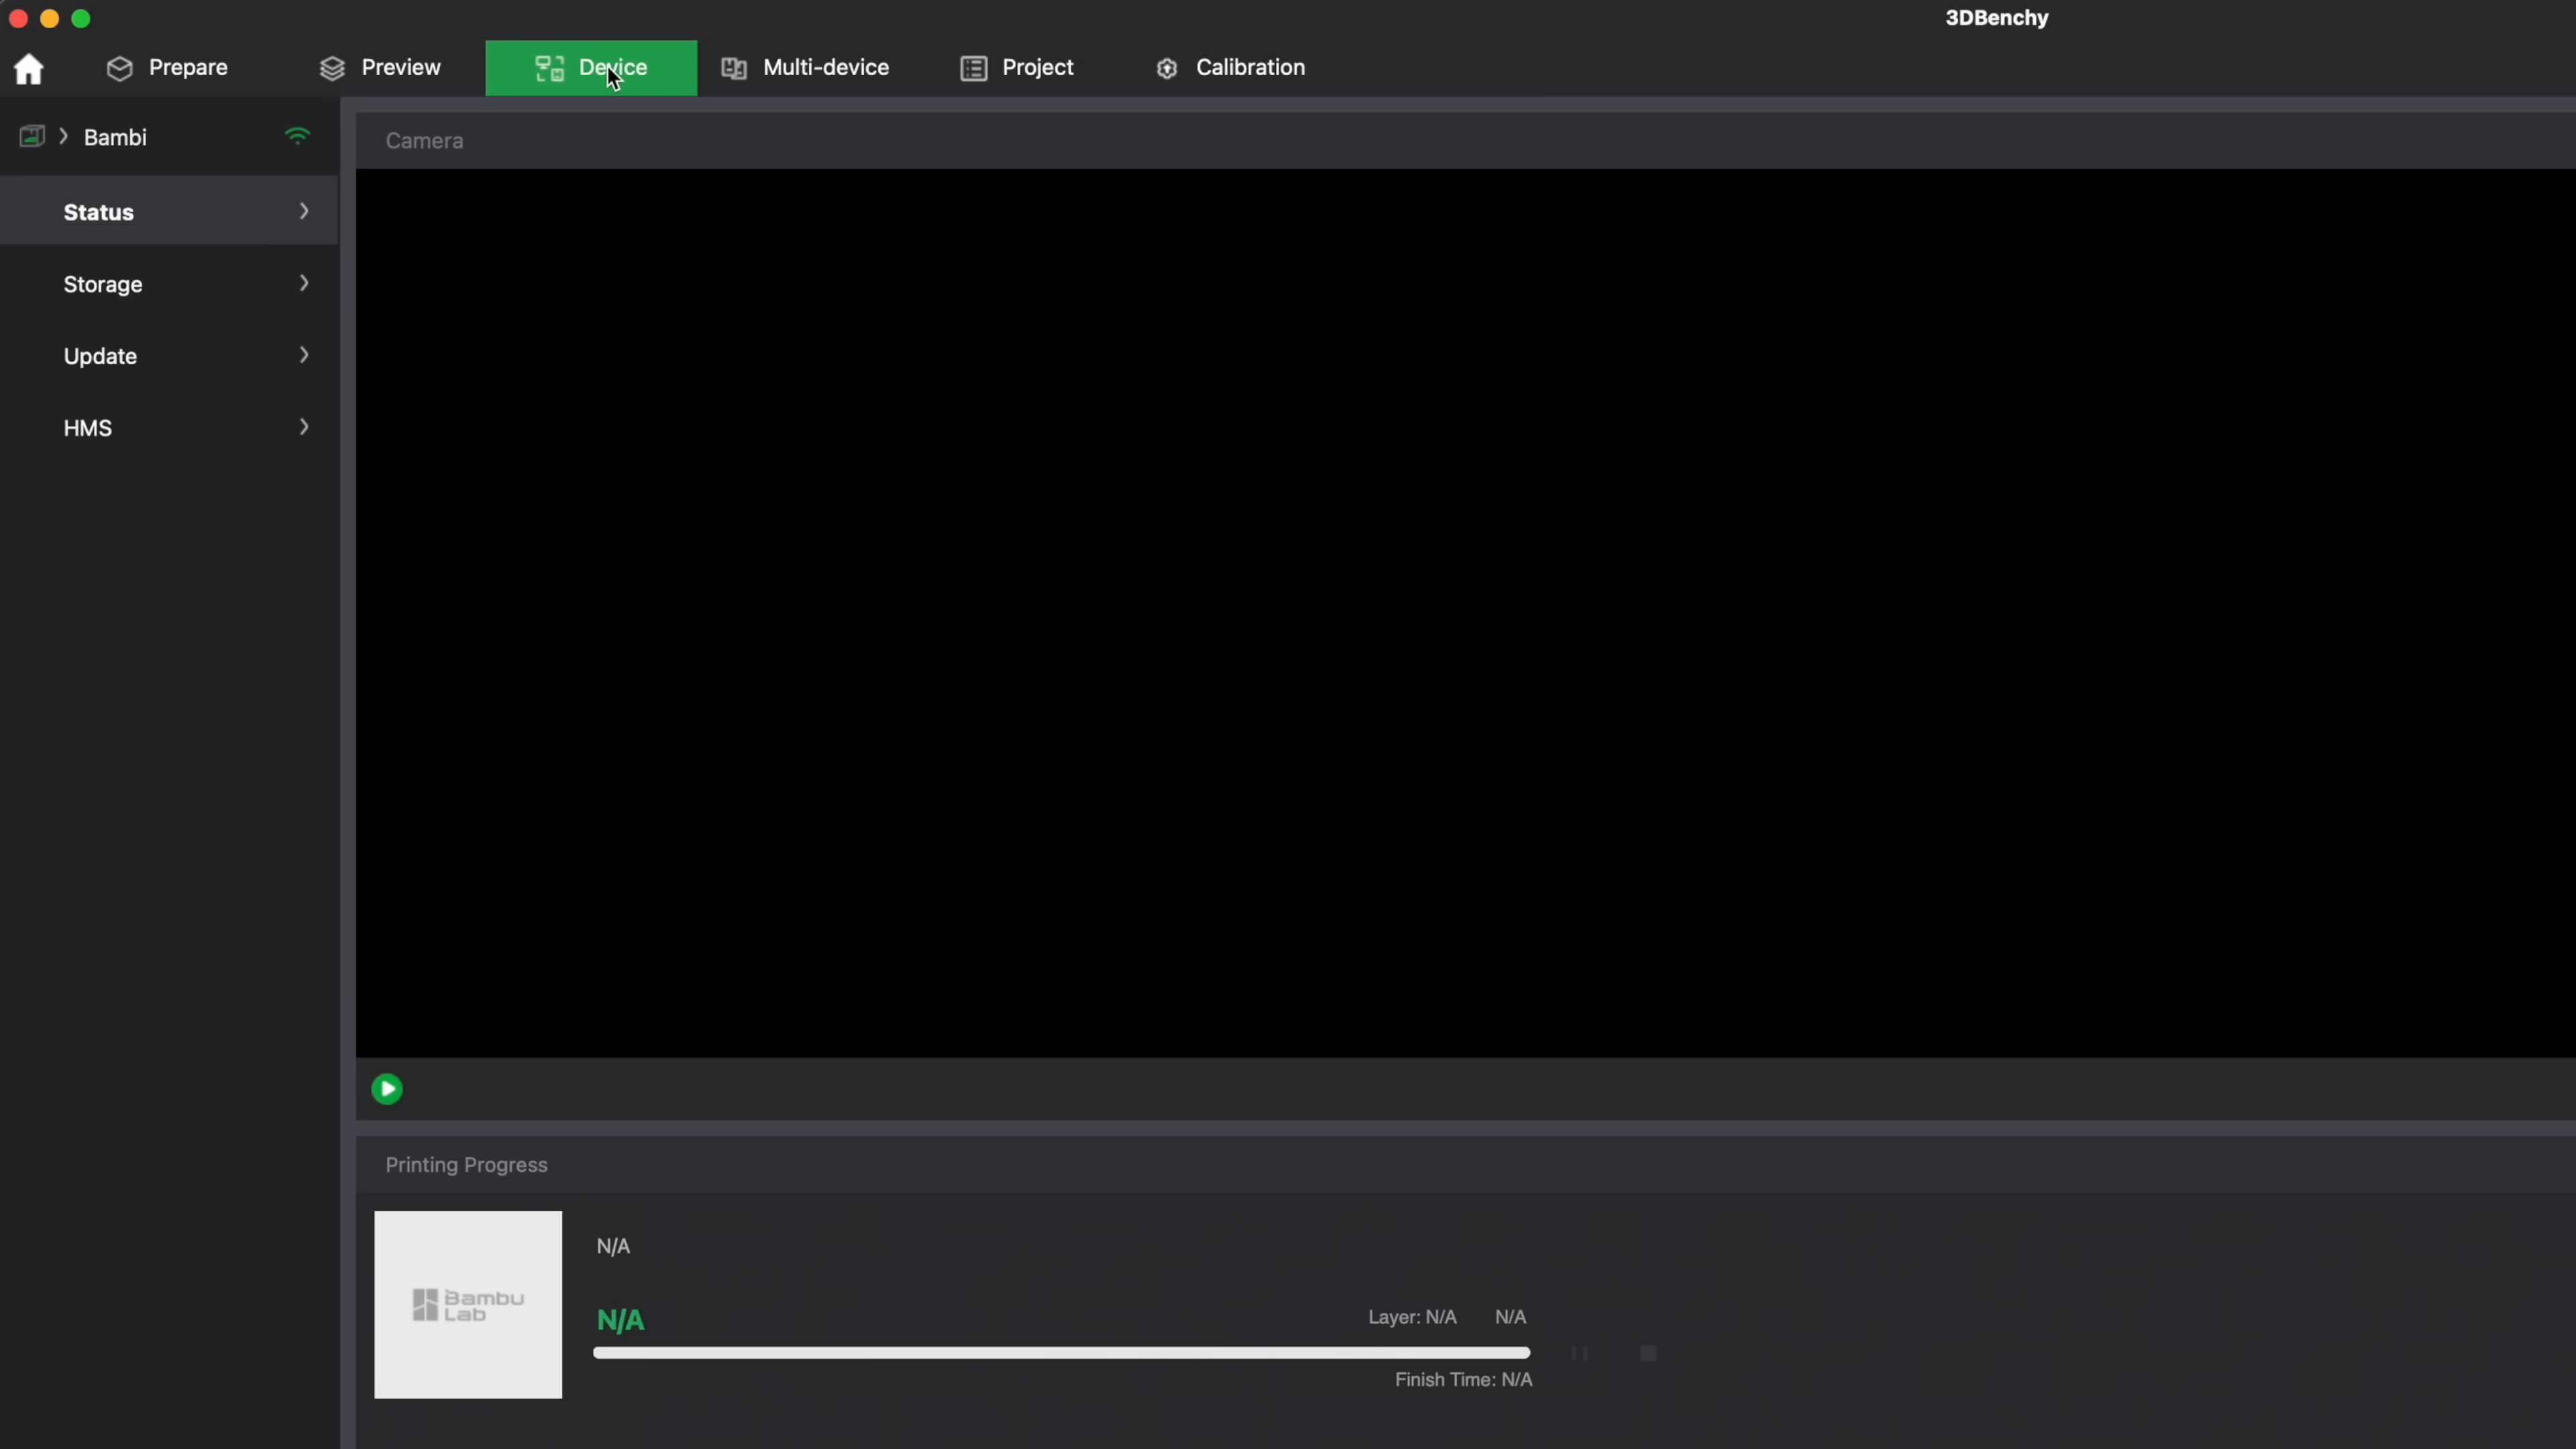 3DBenchy
Prepare
Preview
Device
Multi-device
Project
Calibration
Bambi
Camera
Status
Storage
Update
HMS
Printing Progress
Bambu
Lab
N/A
N/A
Layer: N/A
N/A
Finish Time: N/A